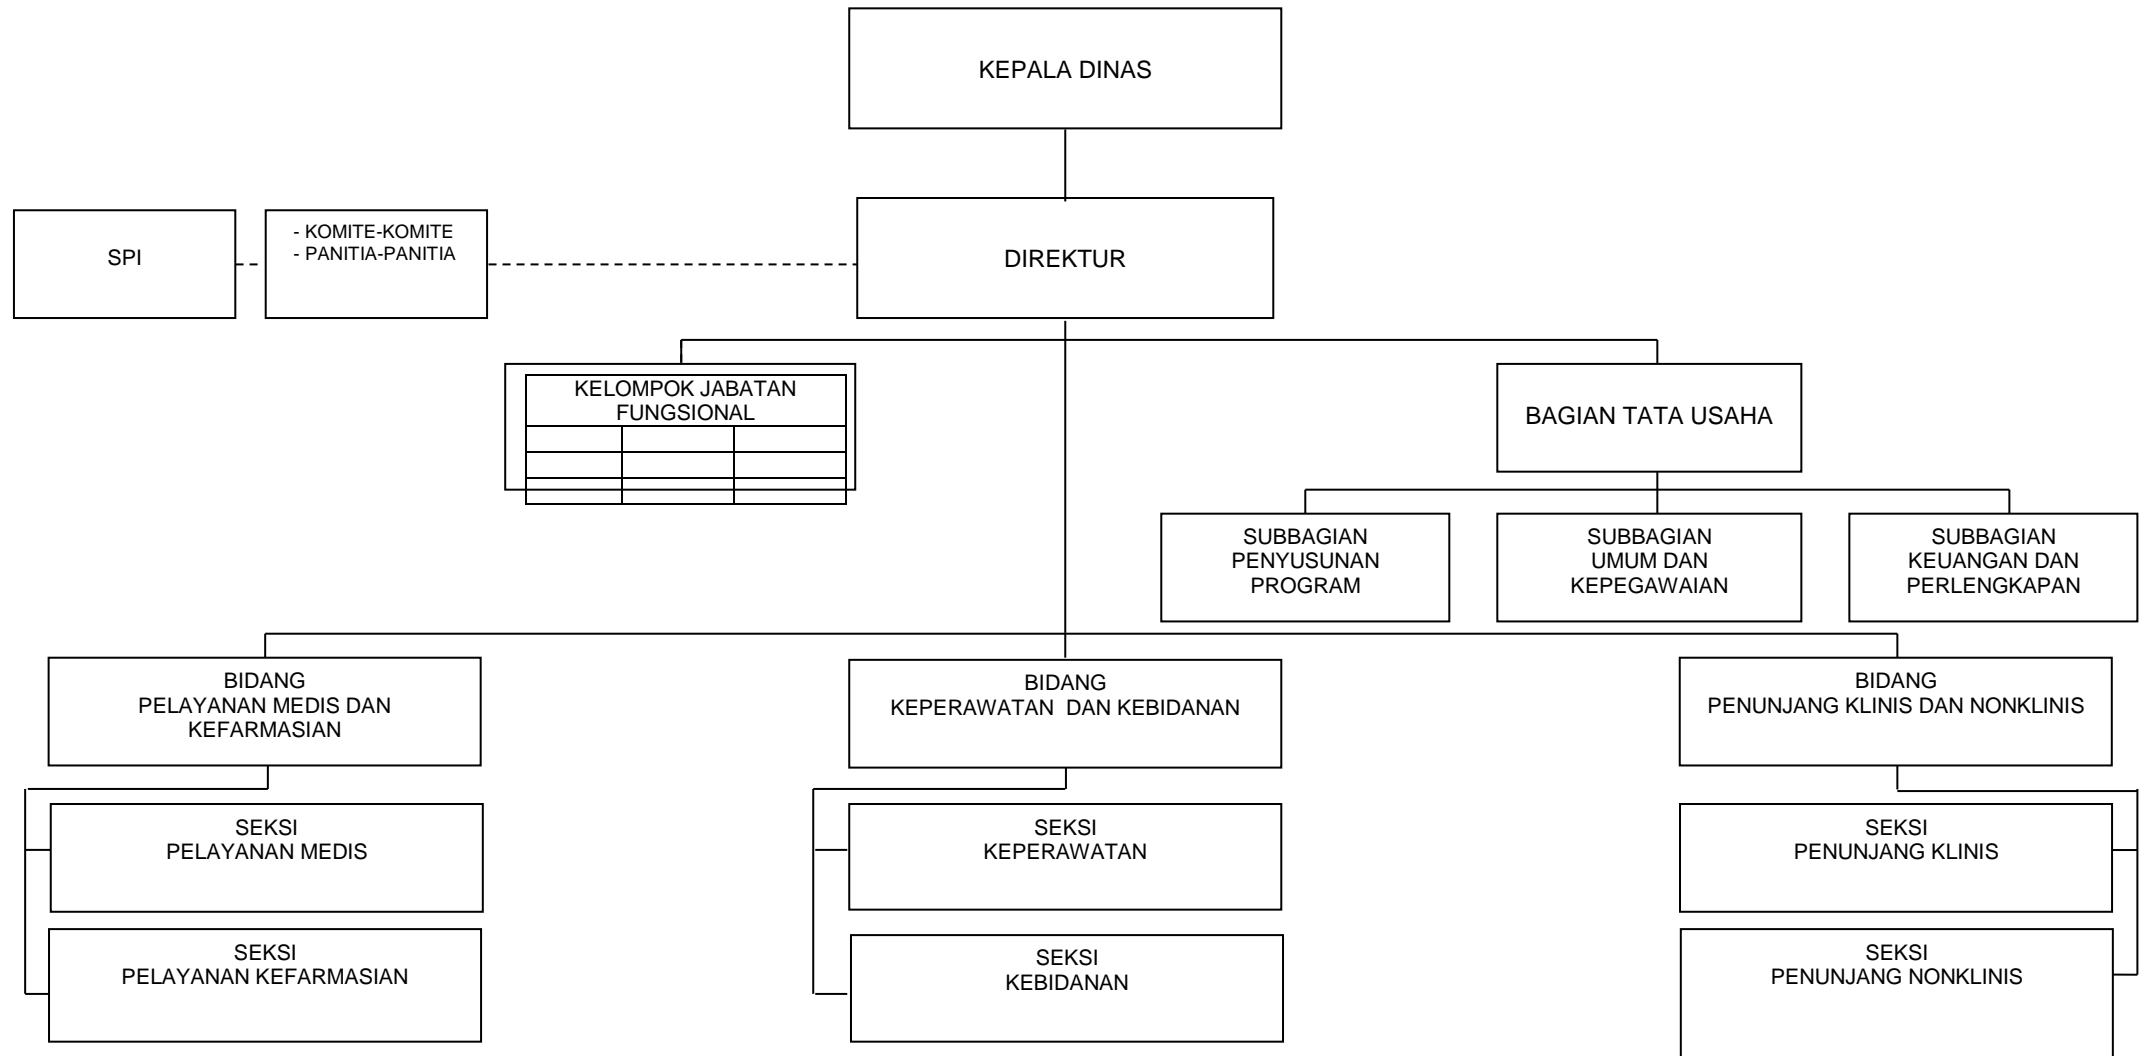 KEPALA DINAS
SPI
- KOMITE-KOMITE
- PANITIA-PANITIA
DIREKTUR
KELOMPOK JABATAN
FUNGSIONAL
BAGIAN TATA USAHA
SUBBAGIAN
PENYUSUNAN
PROGRAM
SUBBAGIAN
UMUM DAN
KEPEGAWAIAN
SUBBAGIAN
KEUANGAN DAN
PERLENGKAPAN
BIDANG
PELAYANAN MEDIS DAN
KEFARMASIAN
BIDANG
KEPERAWATAN  DAN KEBIDANAN
BIDANG
PENUNJANG KLINIS DAN NONKLINIS
SEKSI
PELAYANAN MEDIS
SEKSI
KEPERAWATAN
SEKSI
PENUNJANG KLINIS
SEKSI
PELAYANAN KEFARMASIAN
SEKSI
KEBIDANAN
SEKSI
PENUNJANG NONKLINIS